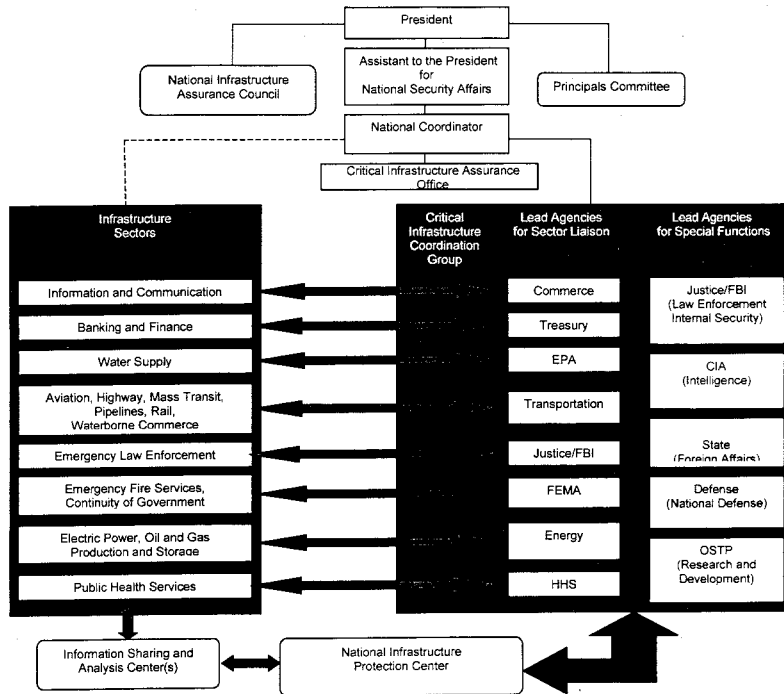 President
Assistant to the President
for
National Security Affairs
National Infrastructure
Assurance Council
Principals Committee
National Coordinator
Critical Infrastructure Assurance
Office
Infrastructure
Sectors
Information and Communication
Banking and Finance
Water Supply
Aviation, Highway, Mass Transit,
Pipelines, Rail,
Waterborne Commerce
Emergency Law Enforcement
Emergency Fire Services,
Continuity of Government
Electric Power, Oil and Gas
Production and Storage
Public Health Services
Critical
Infrastructure
Coordination
Group
Lead Agencies
for Sector Liaison
Commerce
Treasury
EPA
Transportation
Justice/FBI
FEMA
Energy
HHS
Lead Agencies
for Special Functions
Justice/FBI
(Law Enforcement
Internal Security)
CIA
(Intelligence)
State
(Foreign Affairs)
Defense
(National Defense)
OSTP
(Research and
Development)
Information Sharing and
Analysis Center(s)
National Infrastructure
Protection Center